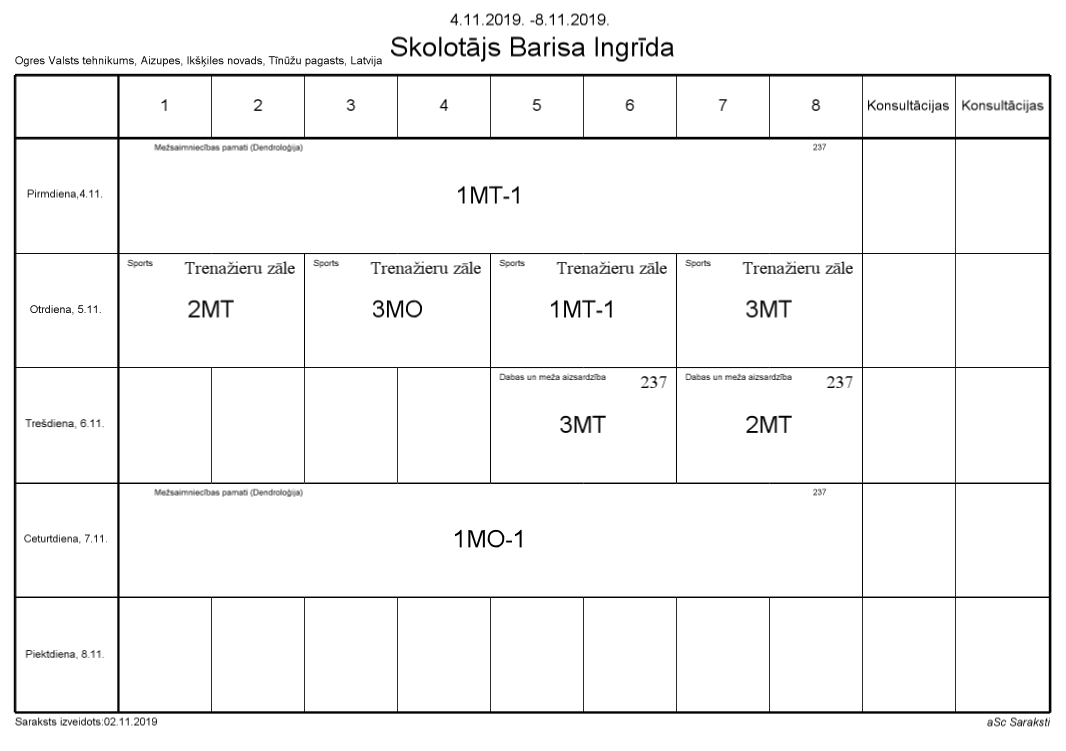 4.11.2019. -8.11.2019.
Skolotājs Barisa Ingrīda
Ogres Valsts tehnikums, Aizupes, Ikšķiles novads, Tīnūžu pagasts, Latvija
1 2 3 4 5 6 7 8 Konsultācijas Konsultācijas
Mežsaimniecības pamati (Dendroloģija) 237
Pirmdiena,4.11. 1MT-1
Sports Trenažieru zāle Sports Trenažieru zāle Sports Trenažieru zāle Sports Trenažieru zāle
Otrdiena, 5.11. 2MT 3MO 1MT-1 3MT
Dabas un meža aizsardzība 237 Dabas un meža aizsardzība 237
Trešdiena, 6.11. 3MT 2MT
Mežsaimniecības pamati (Dendroloģija) 237
Ceturtdiena, 7.11. 1MO-1
Piektdiena, 8.11.
Saraksts izveidots:02.11.2019 aSc Saraksti